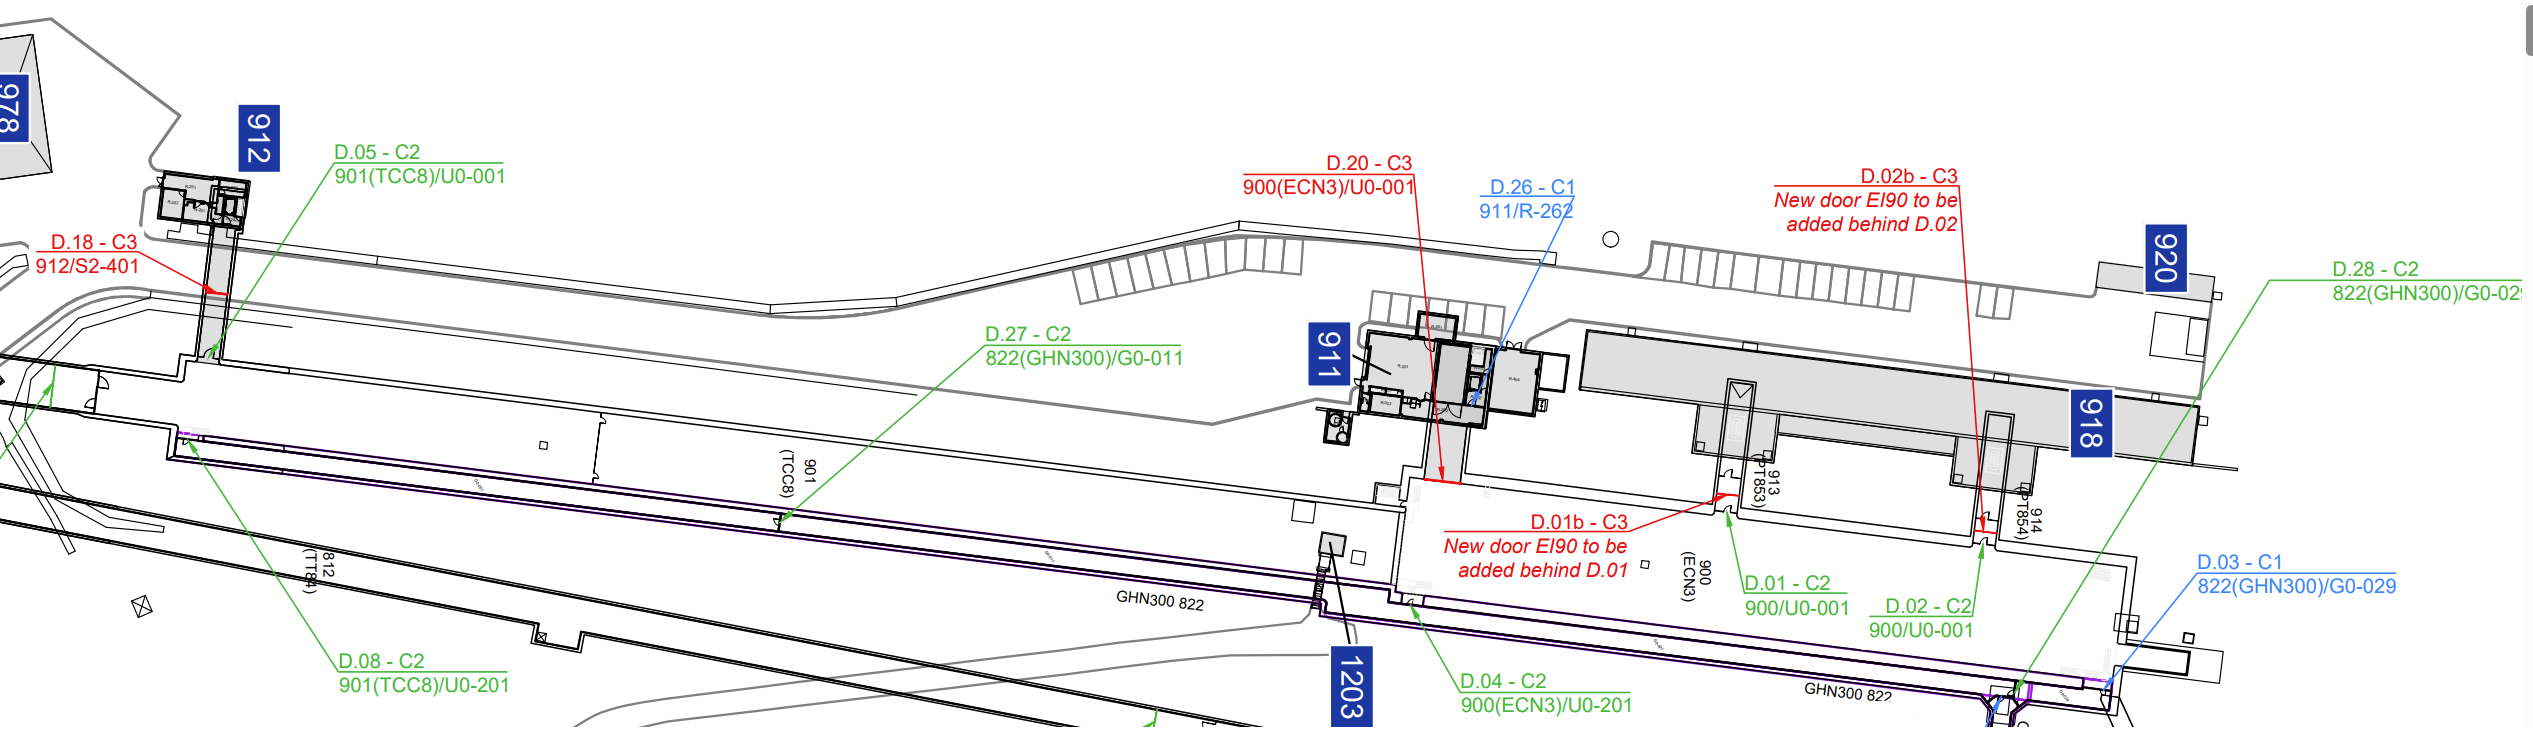 978
912
D.05 - C2
901(TCC8)/U0-001
D.18 - C3
912/S2-401
D.20 - C3
900(ECN3)/U0-001
D.26 - C1
911/R-262
D.02b - C3
New door EI90 to be
added behind D.02
920
D.28 - C2
822(GHN300)/G0-029
D.27 - C2
822(GHN300)/G0-011
911
918
901
(TCC8)
913
(PT853)
914
(PT854)
D.01b - C3
New door EI90 to be
added behind D.01
900
(ECN3)
D.01 - C2
900/U0-001
D.02 - C2
900/U0-001
D.03 - C1
822(GHN300)/G0-029
812
(TT84)
GHN300 822
D.08 - C2
901(TCC8)/U0-201
1203
D.04 - C2
900(ECN3)/U0-201
GHN300 822